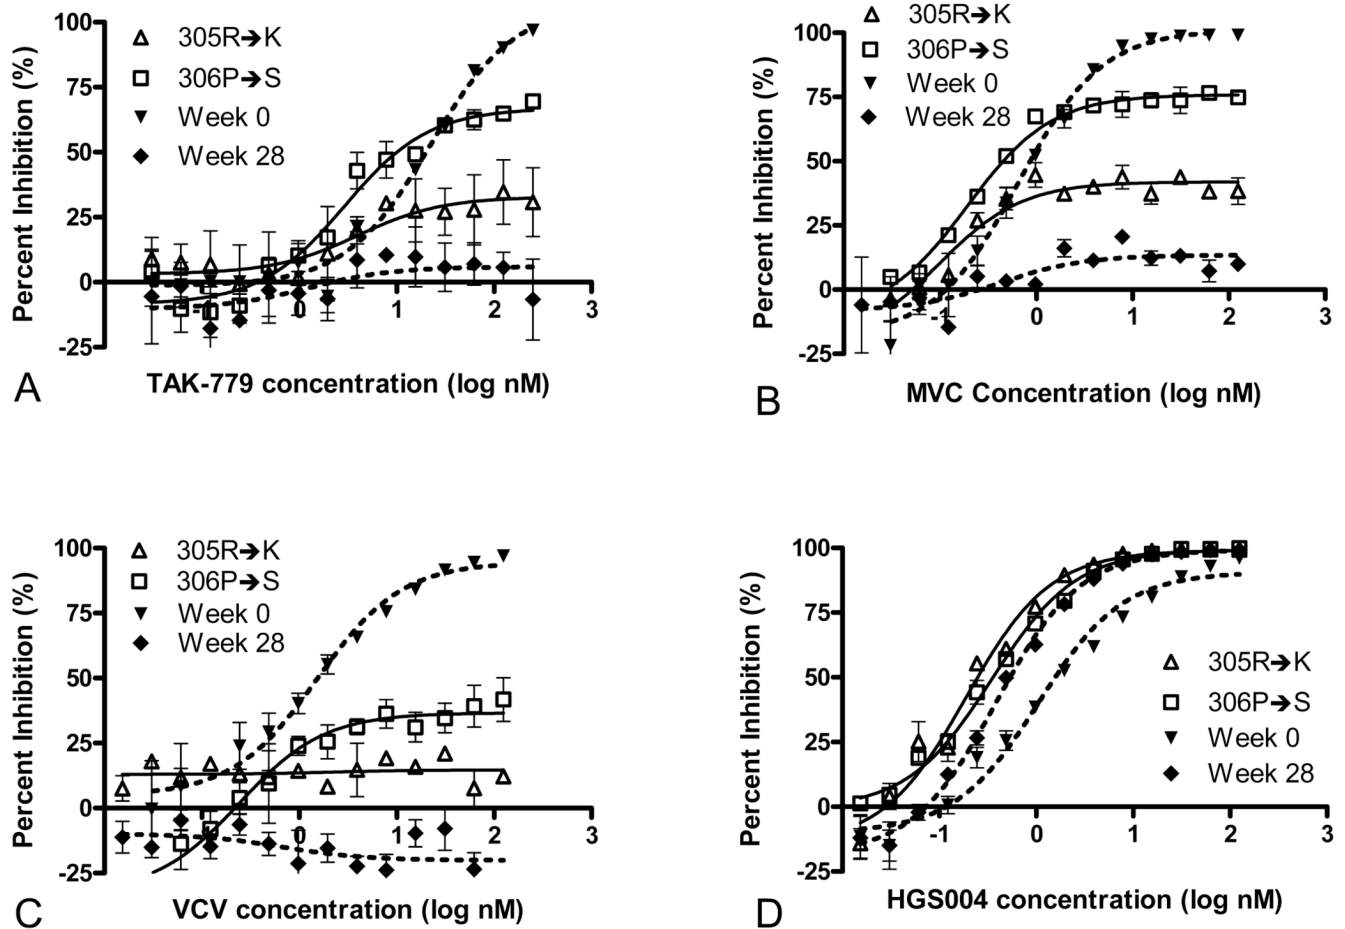 305R➔K
306P➔S
Week 0
Week 28
Percent Inhibition (%)
100
75
50
25
0
-25
0
1
2
3
TAK-779 concentration (log nM)
A
305R➔K
306P➔S
Week 0
Week 28
Percent Inhibition (%)
100
75
50
25
0
-25
-1
0
1
2
3
MVC Concentration (log nM)
B
305R➔K
306P➔S
Week 0
Week 28
Percent Inhibition (%)
100
75
50
25
0
-25
0
1
2
3
VCV concentration (log nM)
C
305R➔K
306P➔S
Week 0
Week 28
Percent Inhibition (%)
100
75
50
25
0
-25
-1
0
1
2
3
HGS004 concentration (log nM)
D